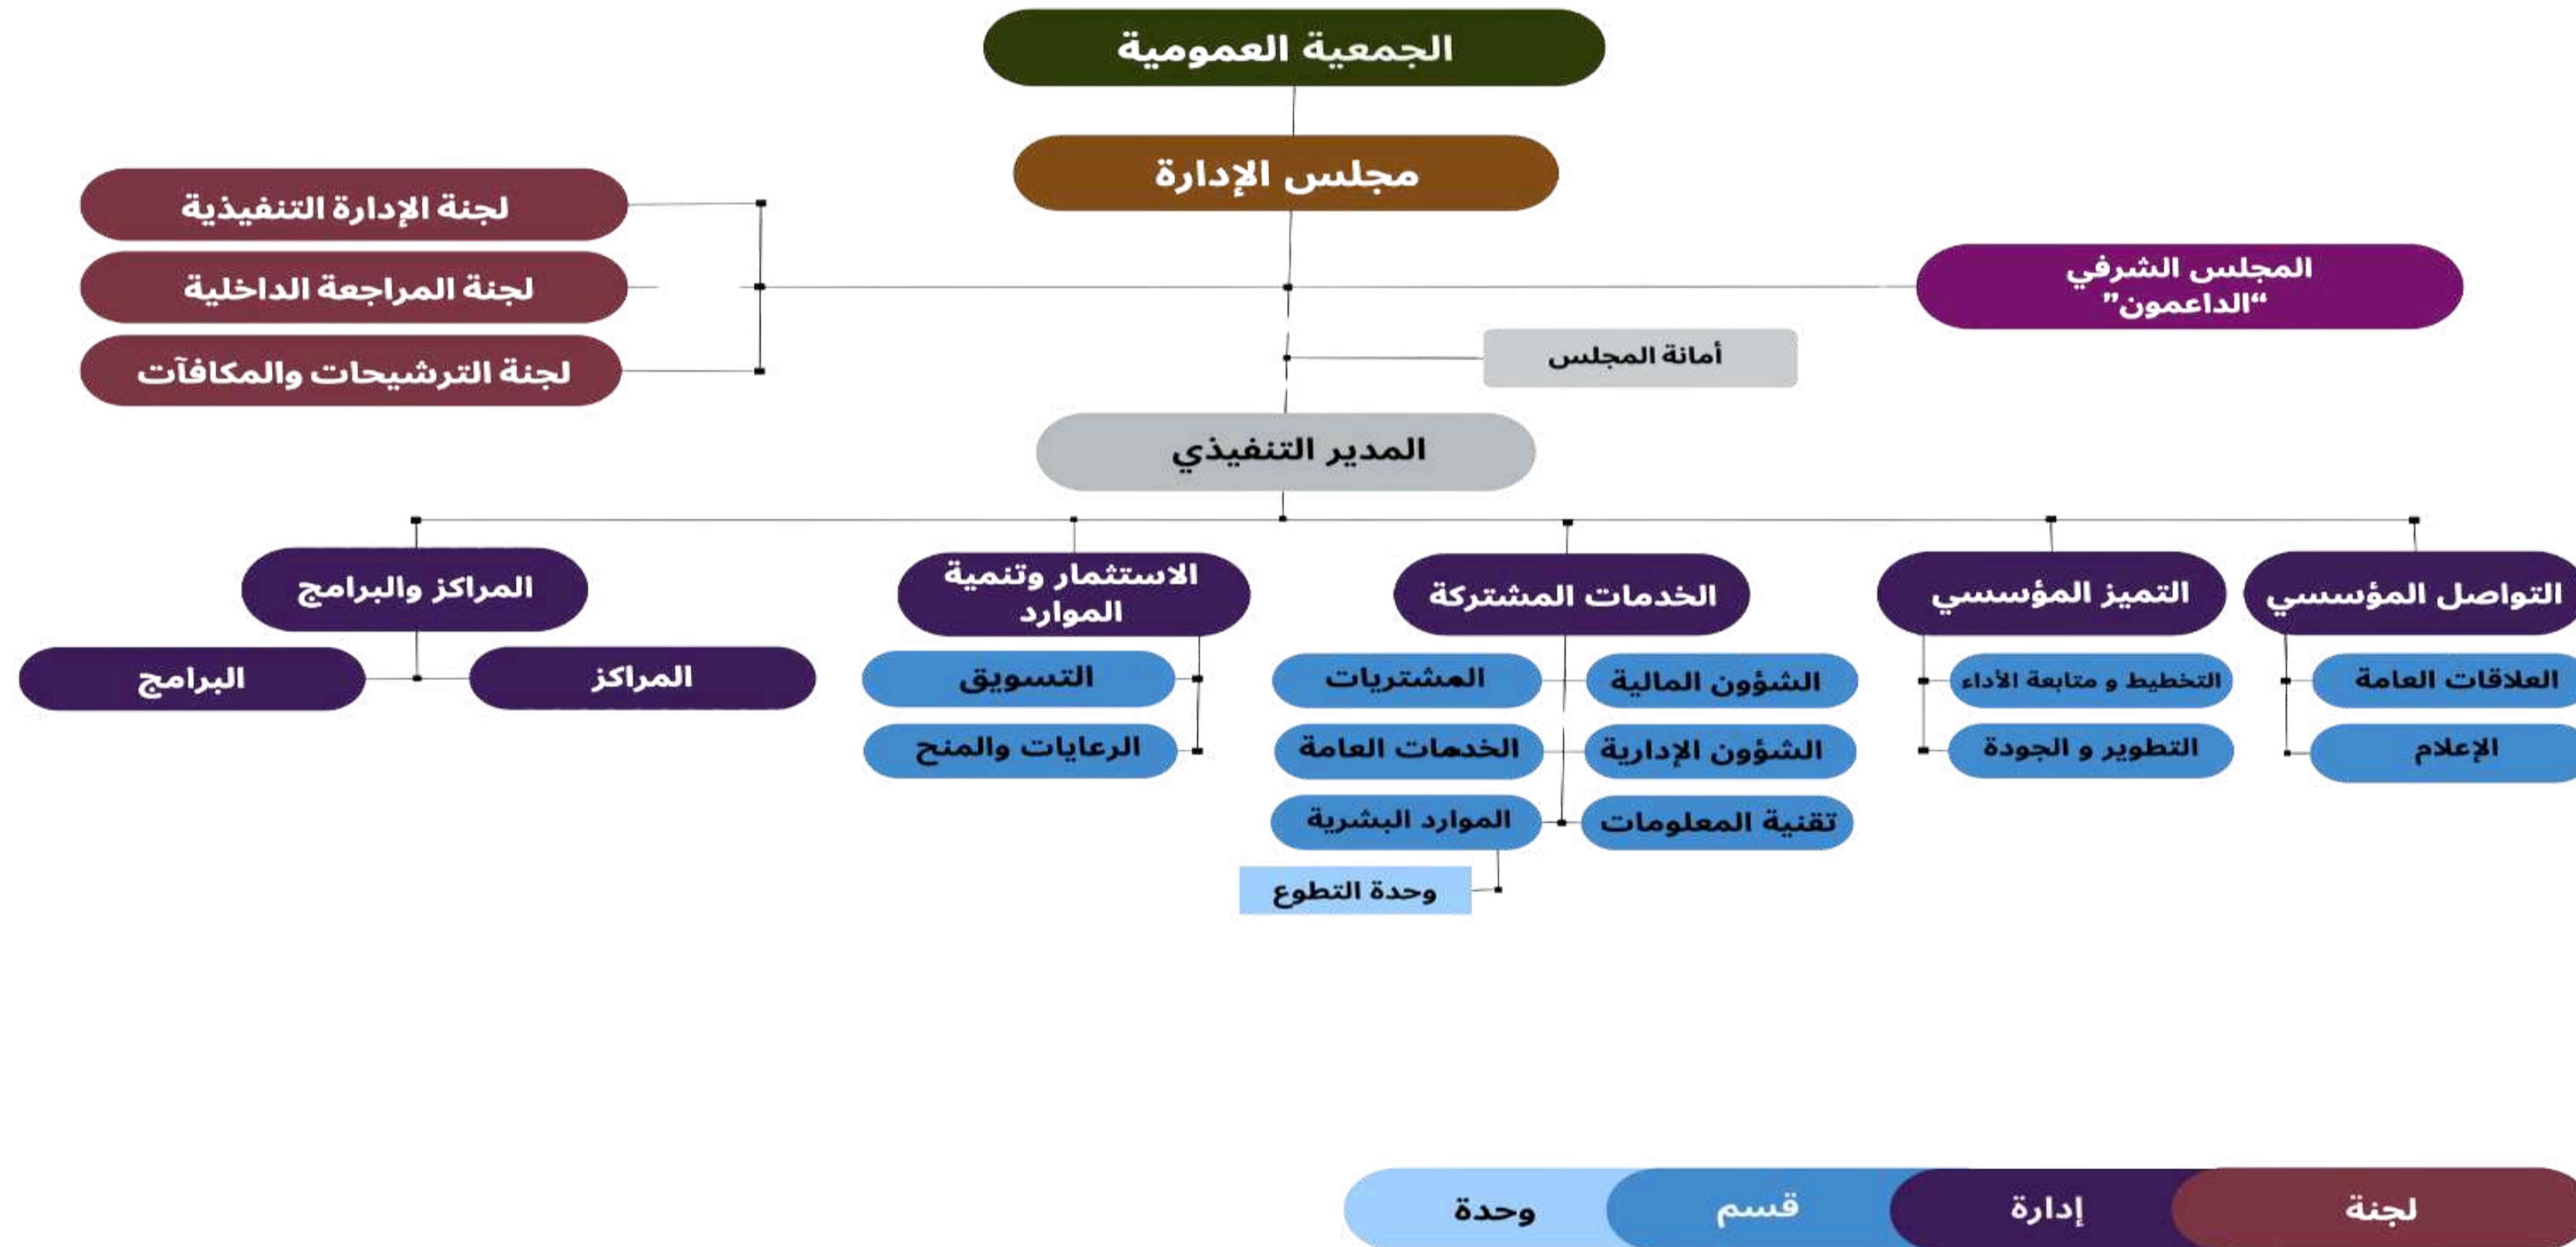 الجمعية العمومية
مجلس الإدارة
المجلس الشرفي
“الداعمون”
لجنة الإدارة التنفيذية
لجنة المراجعة الداخلية
لجنة الترشيحات والمكافآت
أمانة المجلس
المدير التنفيذي
التواصل المؤسسي
العلاقات العامة
الإعلام
التميز المؤسسي
التخطيط و متابعة الأداء
التطوير و الجودة
الخدمات المشتركة
الشؤون المالية
المشتريات
الشؤون الإدارية
الخدمات العامة
تقنية المعلومات
الموارد البشرية
وحدة التطوع
الاستثمار وتنمية
الموارد
التسويق
الرعايات والمنح
المراكز والبرامج
المراكز
البرامج
لجنة
إدارة
قسم
وحدة